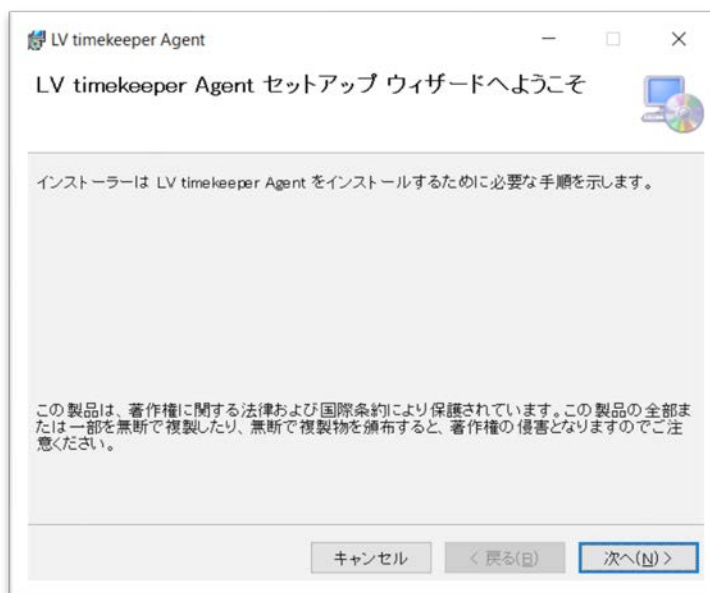 LV timekeeper Agent
LV timekeeper Agent セットアップ ウィザードへようこそ
インストーラーは LV timekeeper Agent をインストールするために必要な手順を示します。
この製品は、著作権に関する法律および国際条約により保護されています。この製品の全部ま
たは一部を無断で複製したり、無断で複製物を頒布すると、著作権の侵害となりますのでご注
意ください。
キャンセル
< 戻る(B)
次へ(N) >